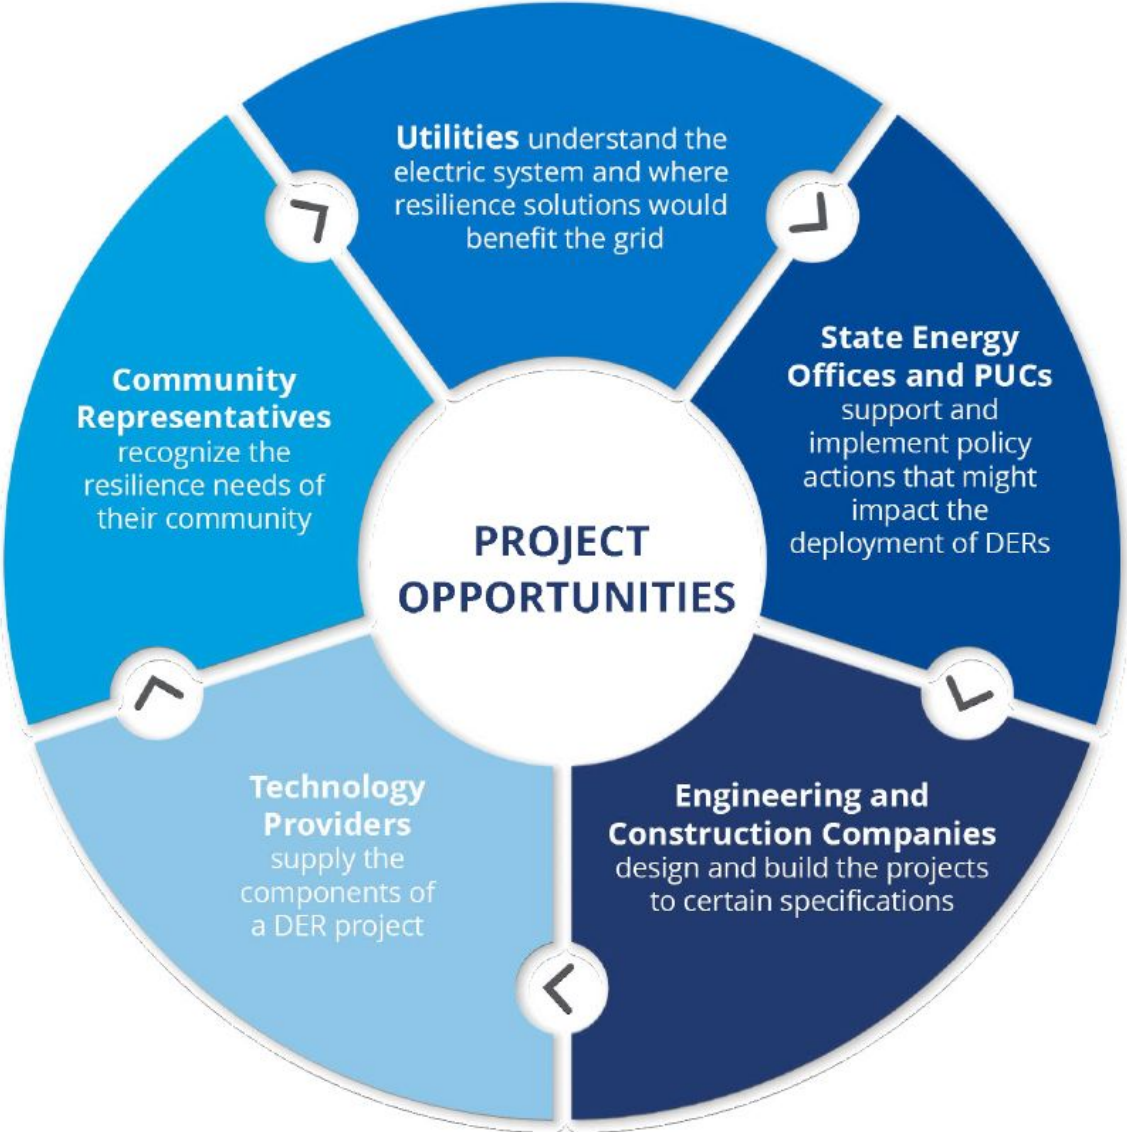 Utilities understand the
electric system and where
resilience solutions would
benefit the grid
State Energy
Offices and PUCs
support and
implement policy
actions that might
impact the
deployment of DERs
Engineering and
Construction Companies
design and build the projects
to certain specifications
Technology
Providers
supply the
components of
a DER project
Community
Representatives
recognize the
resilience needs of
their community
PROJECT
OPPORTUNITIES